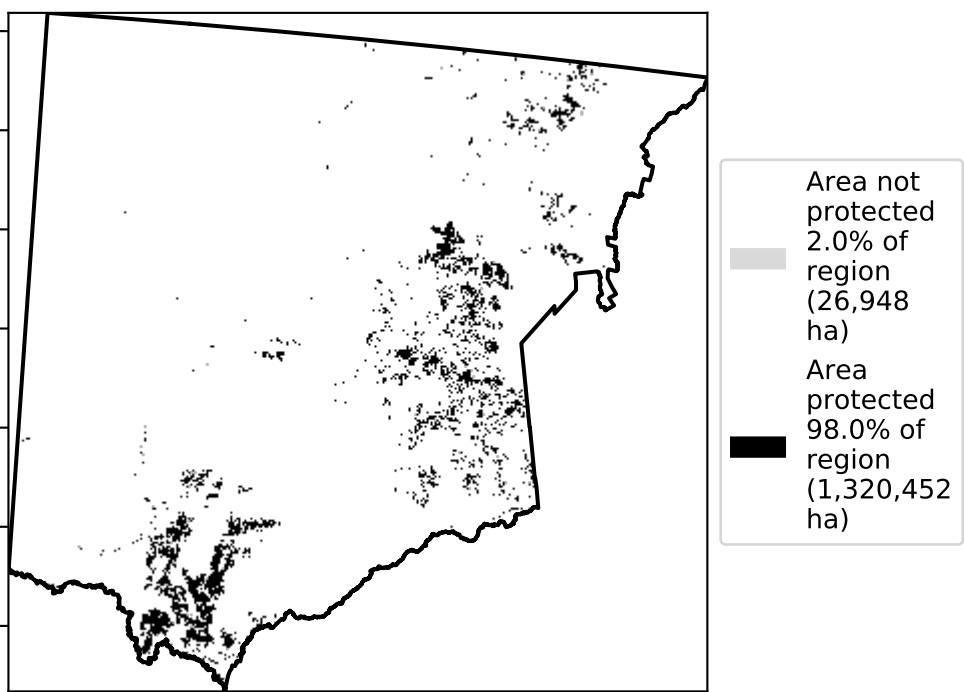 Area not
protected
2.0% of
region
(26,948
ha)
Area
protected
98.0% of
region
(1,320,452
ha)